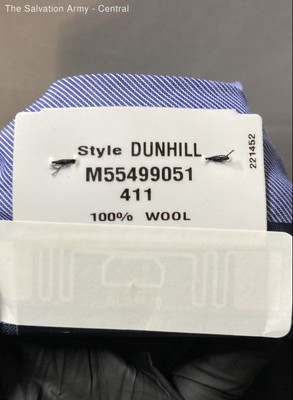 The Salvation Army - Central
Style DUNHILL
M55499051
411
100% WOOL
221452